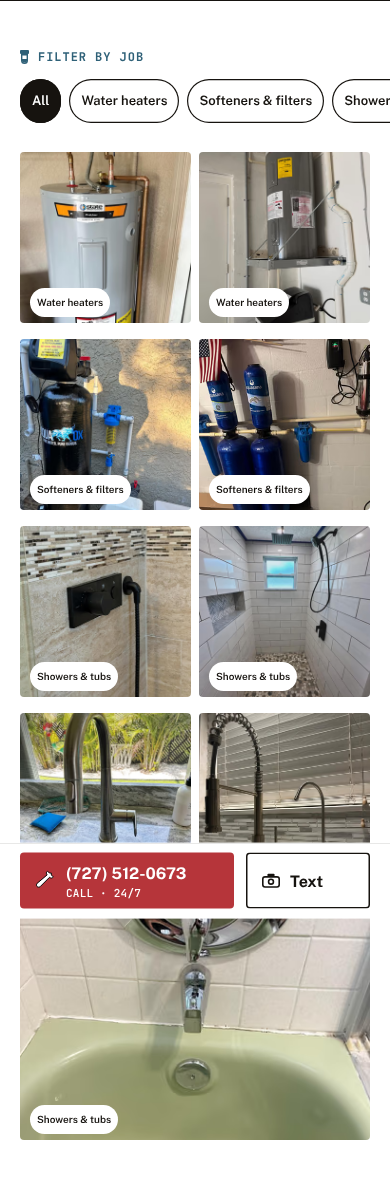 FILTER BY JOB
All
Water heaters
Softeners & filters
Shower
Water heaters
Water heaters
Softeners & filters
Softeners & filters
Showers & tubs
Showers & tubs
(727) 512-0673
CALL · 24/7
Text
Showers & tubs